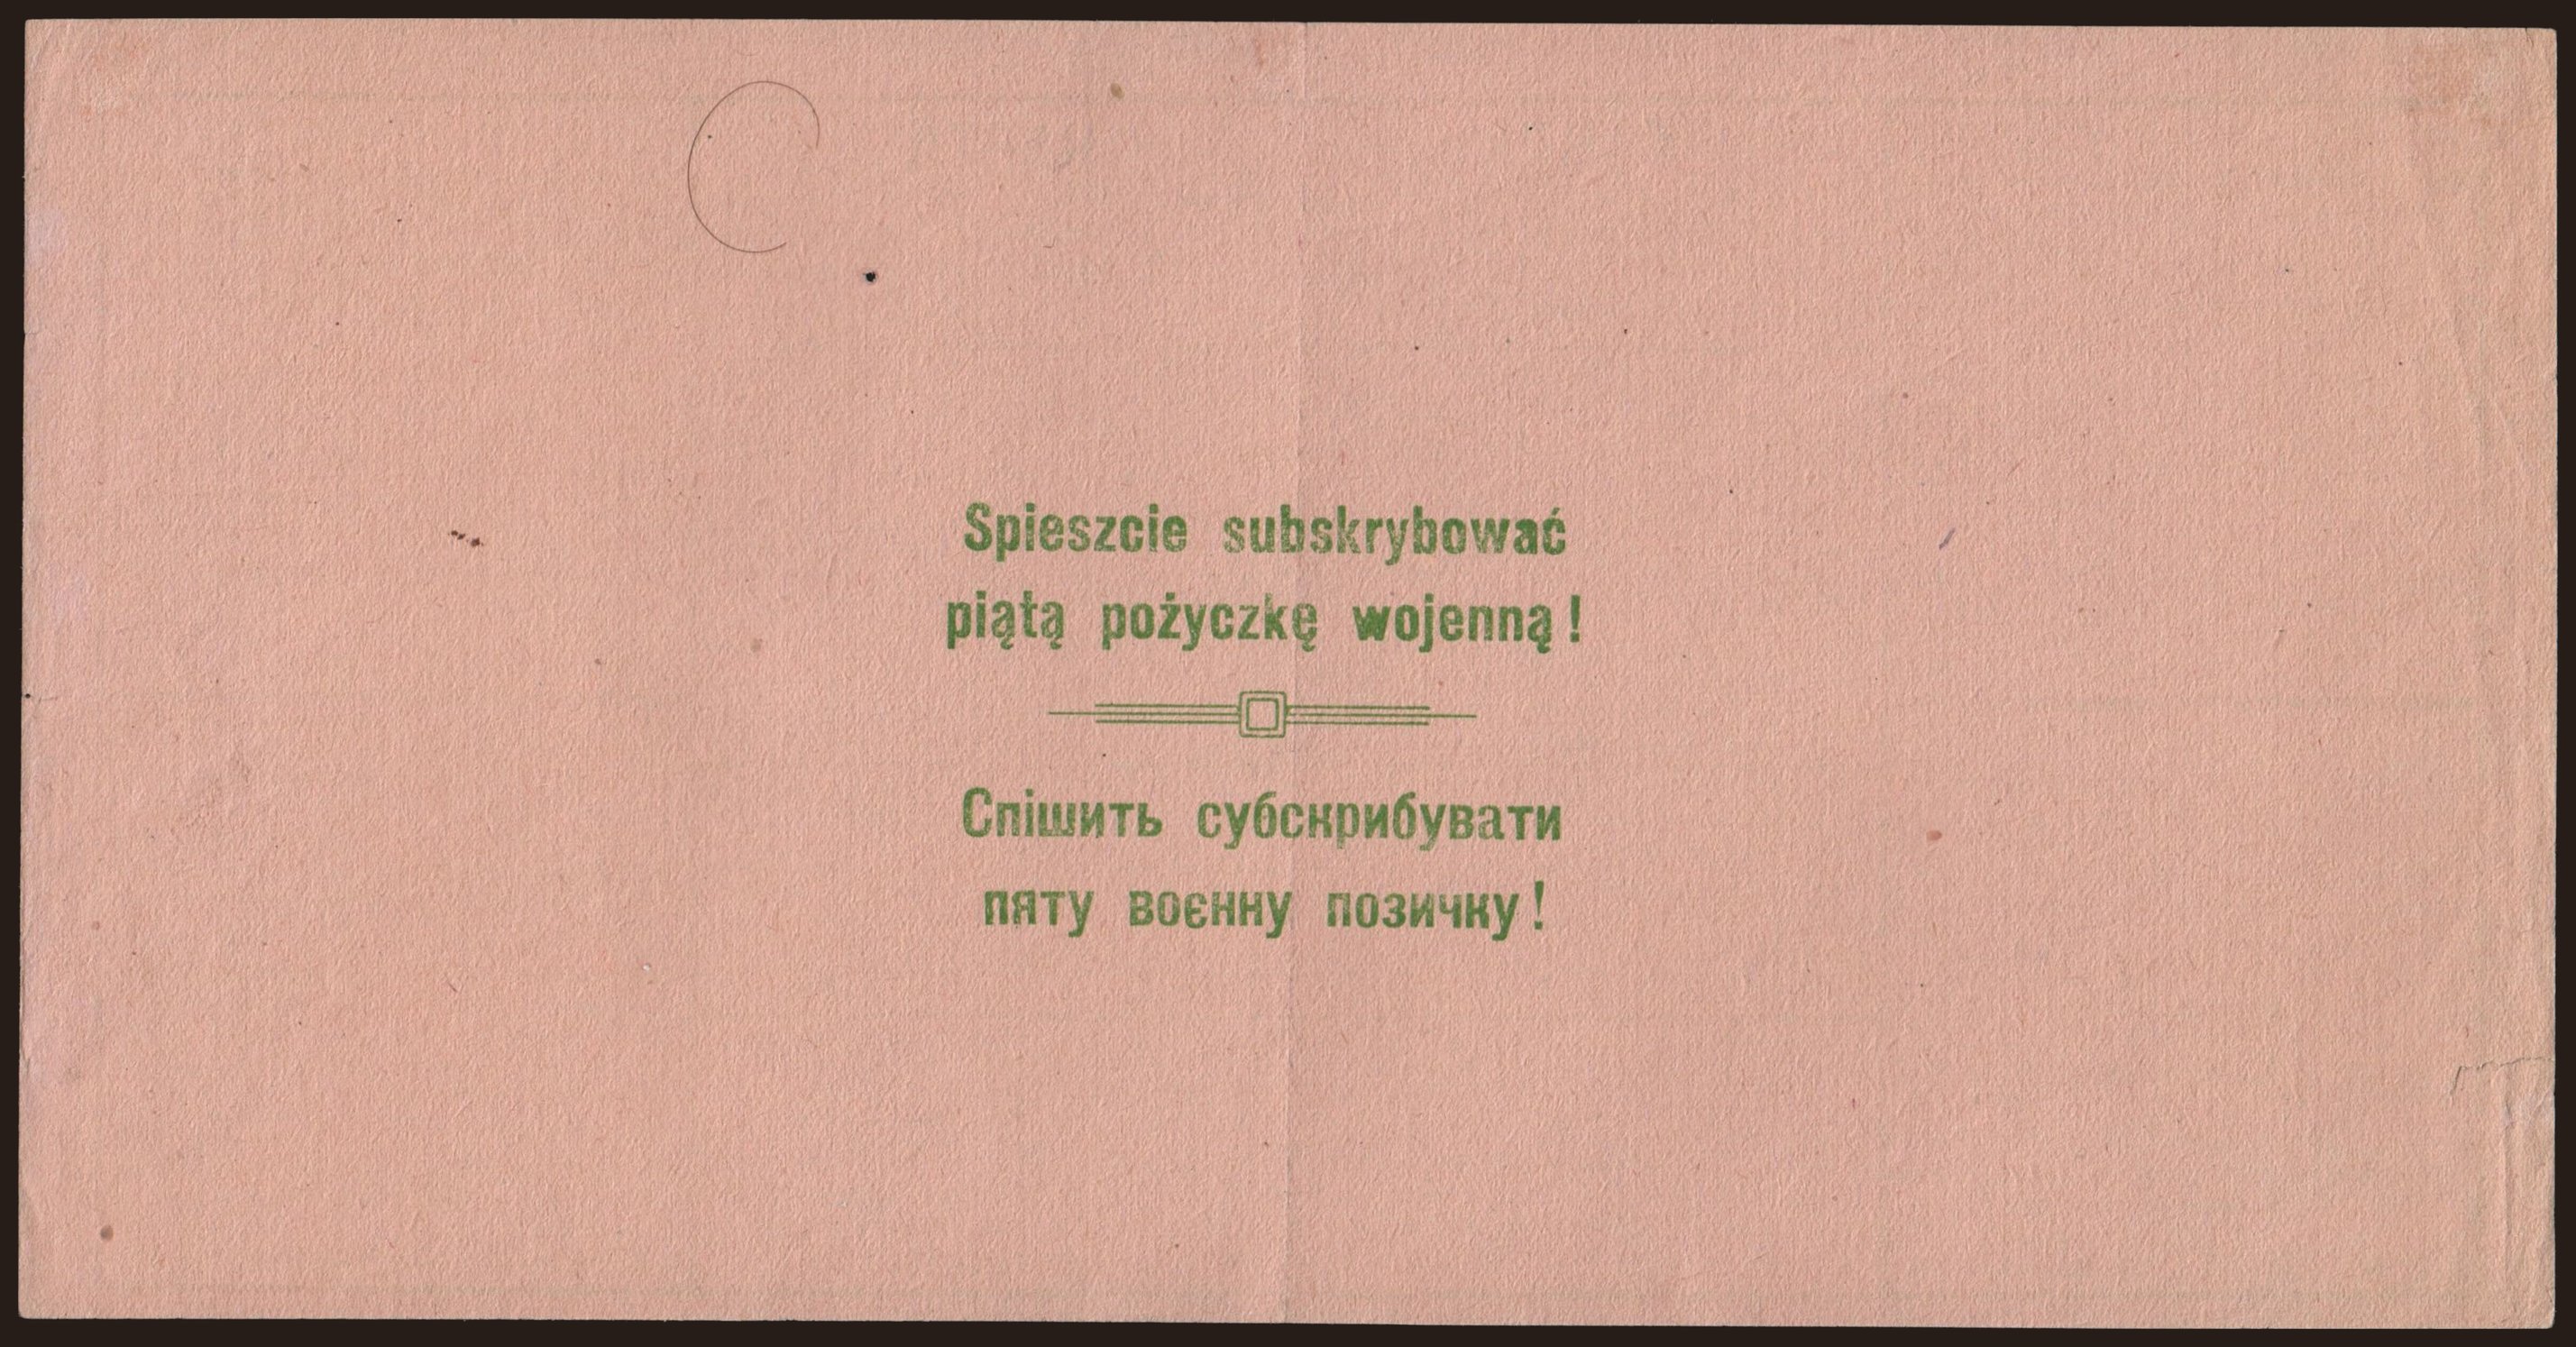 Spieszcie subskrybować
piątą pożyczkę wojenną!
Спішить субскрибувати
пяту воєнну позичку!